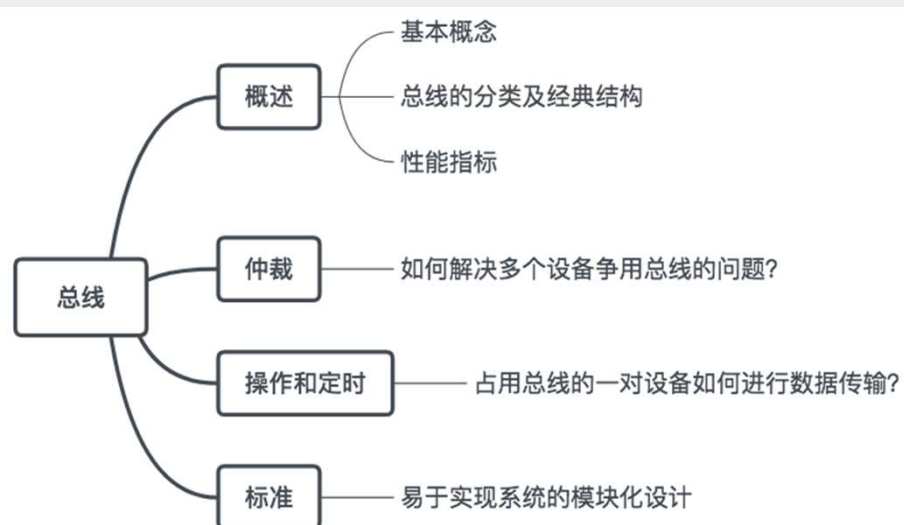 基本概念
概述
总线的分类及经典结构
性能指标
仲裁
如何解决多个设备争用总线的问题?
总线
操作和定时
占用总线的一对设备如何进行数据传输?
标准
易于实现系统的模块化设计